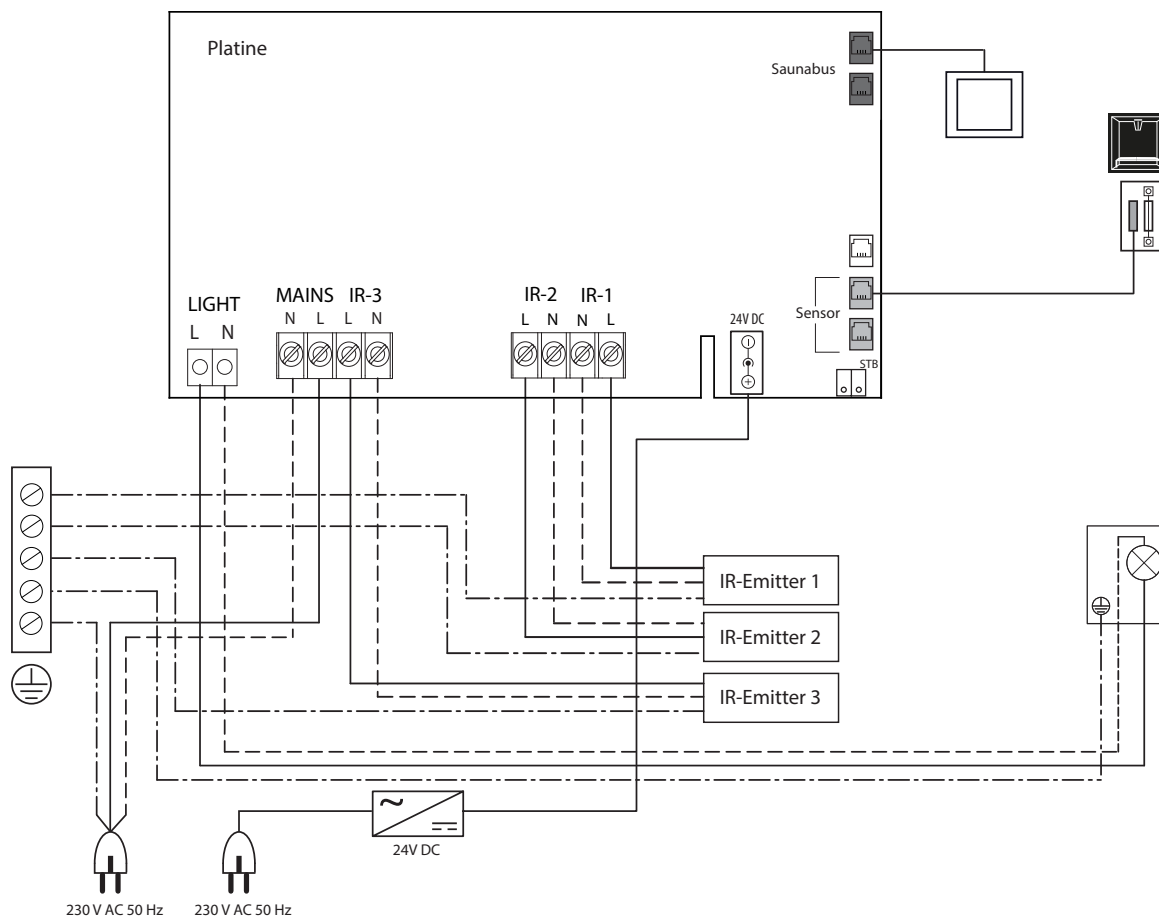 Platine
Saunabus
LIGHT
L N
MAINS IR-3
N L L N
IR-2 IR-1
L N N L
24V DC
Sensor
STB
IR-Emitter 1
IR-Emitter 2
IR-Emitter 3
24V DC
230 V AC 50 Hz 230 V AC 50 Hz